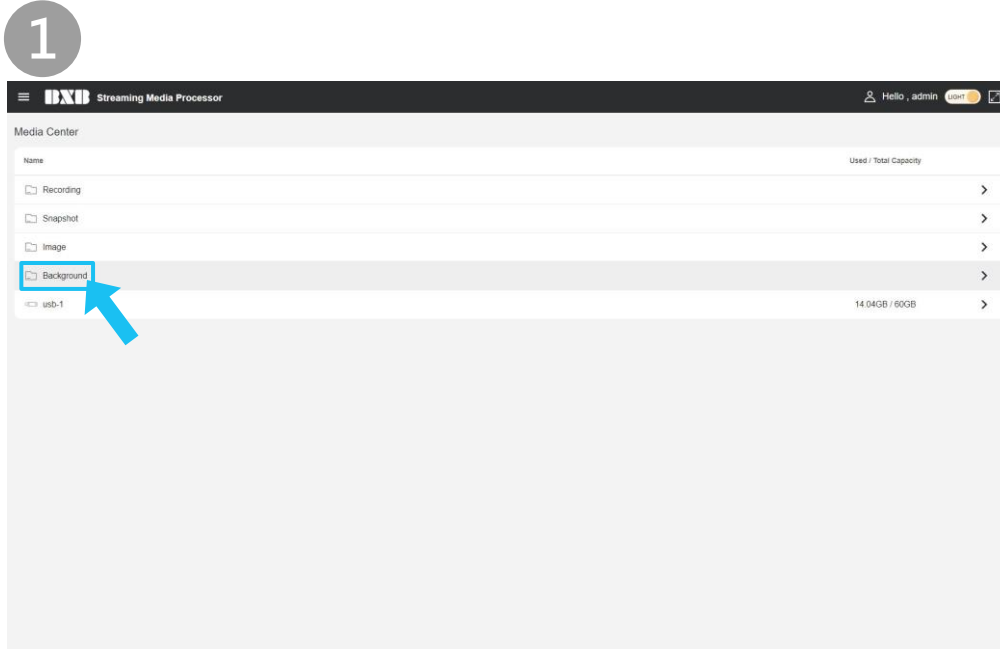 1
BXB Streaming Media Processor Hello , admin LIGHT
Media Center
Name Used / Total Capacity
Recording
Snapshot
Image
Background
usb-1 14.04GB / 60GB